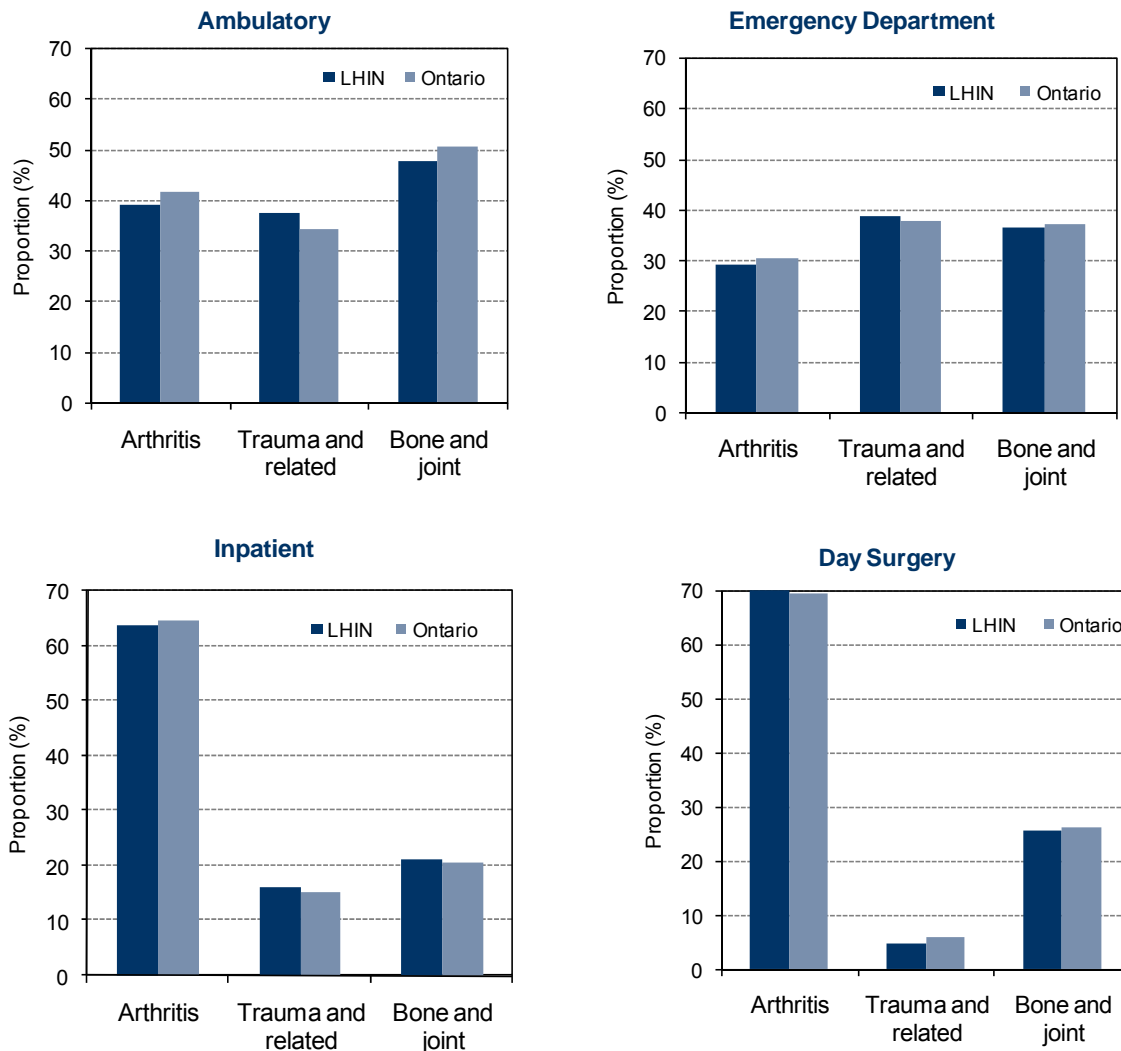 Ambulatory
70
60
50
40
30
20
10
0
Proportion (%)
LHIN Ontario
Arthritis
Trauma and
related
Bone and
joint
Emergency Department
70
60
50
40
30
20
10
0
Proportion (%)
LHIN Ontario
Arthritis
Trauma and
related
Bone and
joint
Inpatient
70
60
50
40
30
20
10
0
Proportion (%)
LHIN Ontario
Arthritis
Trauma and
related
Bone and
joint
Day Surgery
70
60
50
40
30
20
10
0
Proportion (%)
LHIN Ontario
Arthritis
Trauma and
related
Bone and
joint